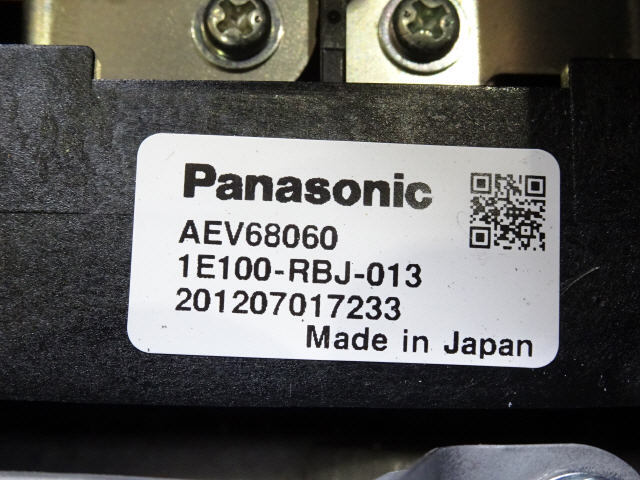 Panasonic
AEV68060
1E100-RBJ-013
201207017233
Made in Japan